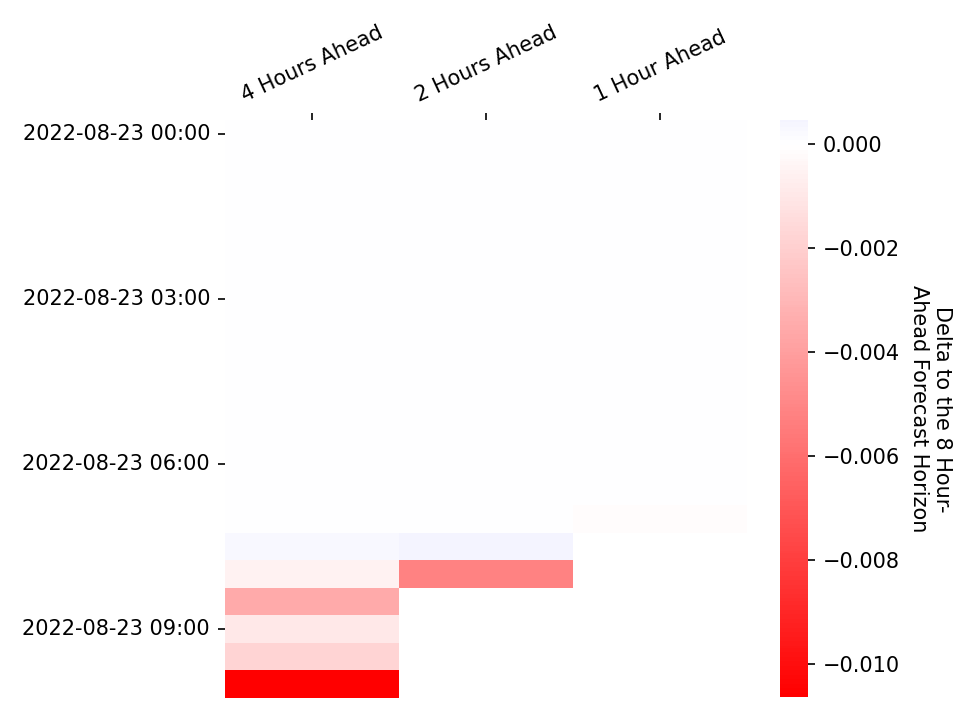 4 Hours Ahead
2 Hours Ahead
1 Hour Ahead
2022-08-23 00:00
2022-08-23 03:00
2022-08-23 06:00
2022-08-23 09:00
0.000
−0.002
−0.004
−0.006
−0.008
−0.010
Delta to the 8 Hour-
Ahead Forecast Horizon